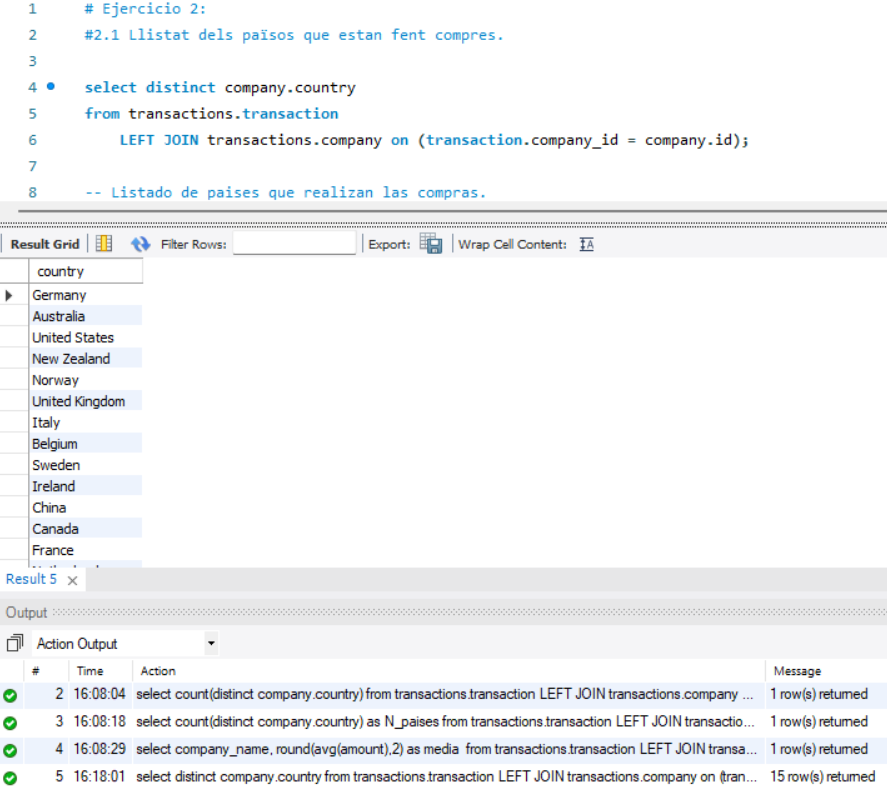 1 # Ejercicio 2:
2 #2.1 Llistat dels països que estan fent compres.
3
4 select distinct company.country
5 from transactions.transaction
6 LEFT JOIN transactions.company on (transaction.company_id = company.id);
7
8 -- Listado de paises que realizan las compras.
Result Grid Filter Rows: Export: Wrap Cell Content: IA
country
Germany
Australia
United States
New Zealand
Norway
United Kingdom
Italy
Belgium
Sweden
Ireland
China
Canada
France
Result 5 ×
Output
Action Output
# Time Action Message
2 16:08:04 select count(distinct company.country) from transactions.transaction LEFT JOIN transactions.company ... 1 row(s) returned
3 16:08:18 select count(distinct company.country) as N_paises from transactions.transaction LEFT JOIN transactio... 1 row(s) returned
4 16:08:29 select company_name, round(avg(amount),2) as media from transactions.transaction LEFT JOIN transa... 1 row(s) returned
5 16:18:01 select distinct company.country from transactions.transaction LEFT JOIN transactions.company on (tran... 15 row(s) returned